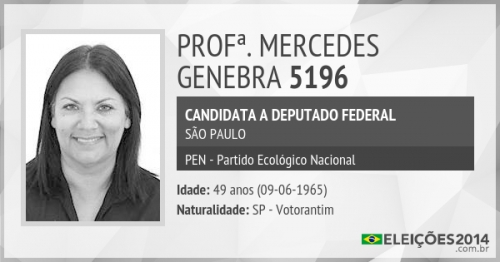 PROFª. MERCEDES
GENEBRA 5196
CANDIDATA A DEPUTADO FEDERAL
SÃO PAULO
PEN - Partido Ecológico Nacional
Idade: 49 anos (09-06-1965)
Naturalidade: SP - Votorantim
ELEIÇÕES2014
.com.br